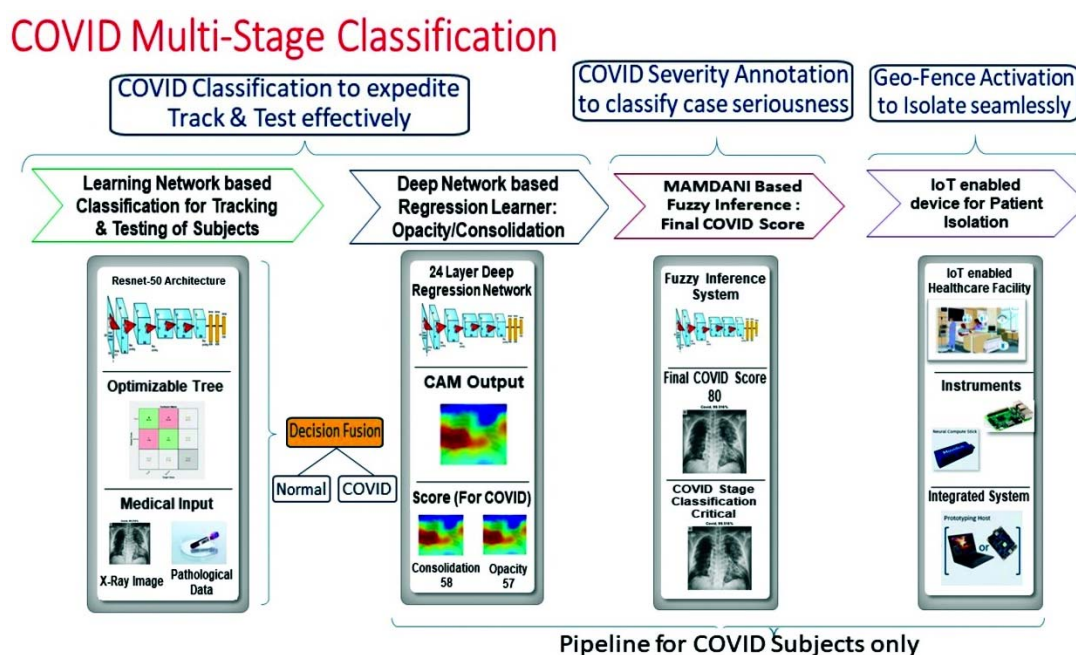 COVID Multi-Stage Classification
COVID Classification to expedite
Track & Test effectively
COVID Severity Annotation
to classify case seriousness
Geo-Fence Activation
to Isolate seamlessly
Learning Network based
Classification for Tracking
& Testing of Subjects
Deep Network based
Regression Learner:
Opacity/Consolidation
MAMDANI Based
Fuzzy Inference :
Final COVID Score
IoT enabled
device for Patient
Isolation
Resnet-50 Architecture
Optimizable Tree
Medical Input
X-Ray Image
Pathological
Data
Decision Fusion
Normal
COVID
24 Layer Deep
Regression Network
CAM Output
Score (For COVID)
Consolidation
58
Opacity
57
Fuzzy Inference
System
Final COVID Score
80
COVID Stage
Classification
Critical
IoT enabled
Healthcare Facility
Instruments
Neural Compute Stick
Integrated System
Prototyping Host
or
Pipeline for COVID Subjects only